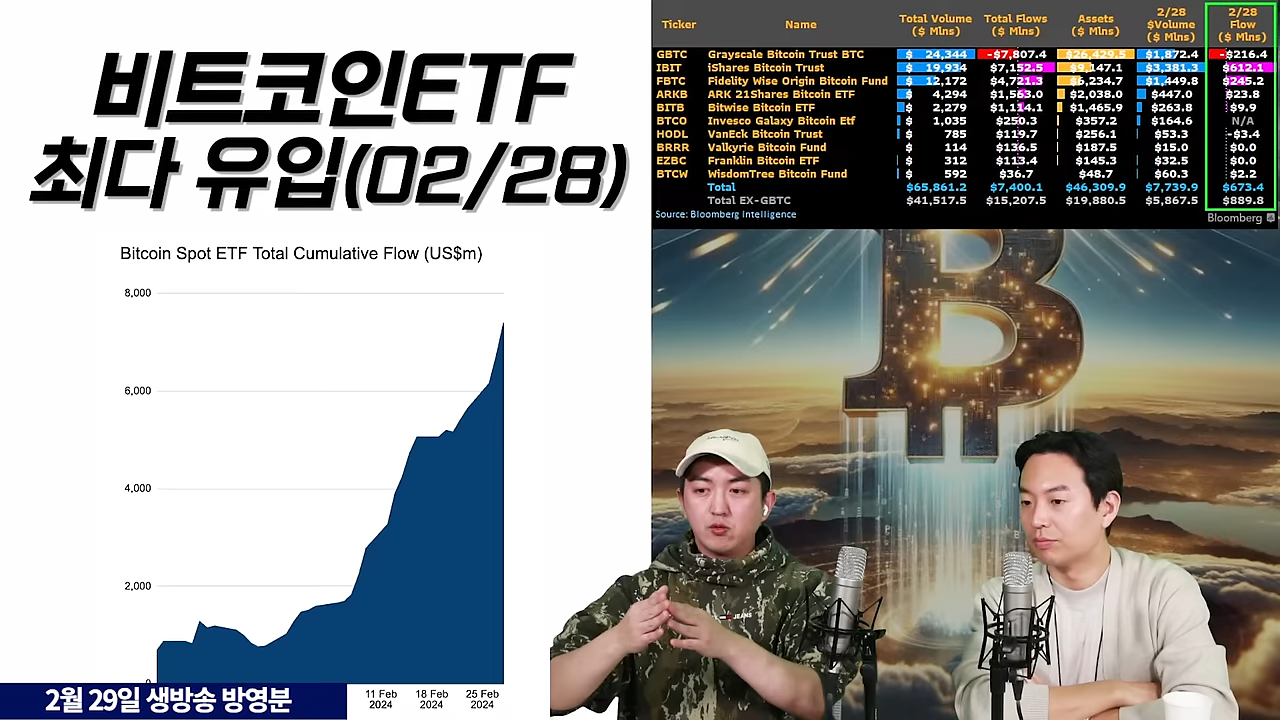 비트코인ETF
최다 유입(02/28)
Bitcoin Spot ETF Total Cumulative Flow (US$m)
8,000
6,000
4,000
2,000
0
11 Feb 2024
18 Feb 2024
25 Feb 2024
2월 29일 생방송 방영분
Ticker Name Total Volume ($ Mlns) Total Flows ($ Mlns) Assets ($ Mlns) 2/28 $Volume ($ Mlns) 2/28 Flow ($ Mlns)
GBTC Grayscale Bitcoin Trust BTC $ 24,344 -$7,807.4 $26,429.5 $1,872.4 -$216.4
IBIT iShares Bitcoin Trust $ 19,934 $7,152.5 $9,147.1 $3,381.3 $612.1
FBTC Fidelity Wise Origin Bitcoin Fund $ 12,172 $4,721.3 $6,234.7 $1,449.8 $245.2
ARKB ARK 21Shares Bitcoin ETF $ 4,294 $2,038.0 $447.0 $23.8
BITB Bitwise Bitcoin ETF $ 2,279 $1,465.9 $263.8 $9.9
BTCO Invesco Galaxy Bitcoin Etf $ 1,035 $250.3 $357.2 $164.6 N/A
HODL VanEck Bitcoin Trust $ 785 $119.7 $256.1 $53.3 -$3.4
BRRR Valkyrie Bitcoin Fund $ 114 $126.5 $187.5 $15.0 $0.0
EZBC Franklin Bitcoin ETF $ 312 $113.4 $145.3 $32.5 $0.0
BTCW WisdomTree Bitcoin Fund $ 592 $36.7 $48.7 $60.3 $2.2
Total $65,861.2 $7,400.1 $46,309.9 $7,739.9 $673.4
Total EX-GBTC $41,517.5 $15,207.5 $19,880.5 $5,867.5 $889.8
Source: Bloomberg Intelligence
Bloomberg
JEANS